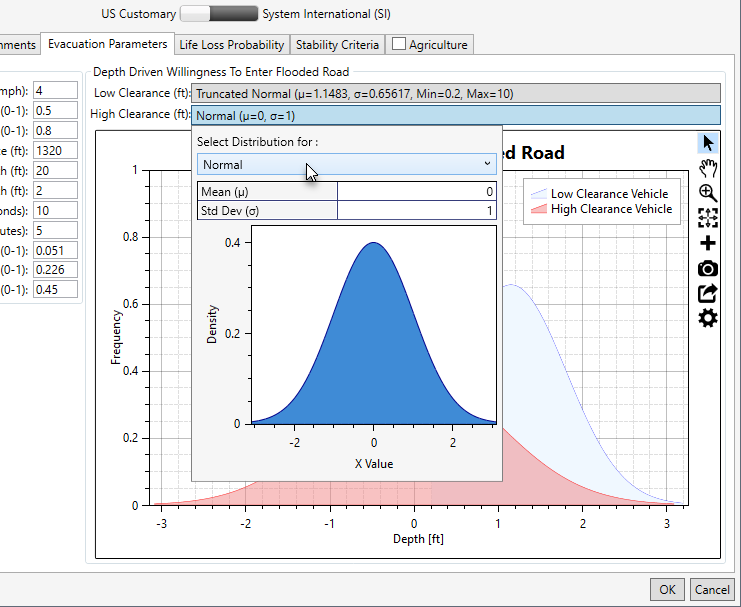 US Customary System International (SI)
nments Evacuation Parameters Life Loss Probability Stability Criteria Agriculture
Depth Driven Willingness To Enter Flooded Road
mph): 4 Low Clearance (ft): Truncated Normal (μ=1.1483, σ=0.65617, Min=0.2, Max=10)
(0-1): 0.5 High Clearance (ft): Normal (μ=0, σ=1)
(0-1): 0.8
e (ft): 1320
h (ft): 20
h (ft): 2
onds): 10
utes): 5
(0-1): 0.051
(0-1): 0.226
(0-1): 0.45
Select Distribution for :
Normal
Mean (μ) 0
Std Dev (σ) 1
0.4
0.2
0
Density
-2 0 2
X Value
ed Road
Low Clearance Vehicle
High Clearance Vehicle
1
0.8
0.6
0.4
0.2
0
Frequency
-3 -2 -1 0 1 2 3
Depth [ft]
OK Cancel